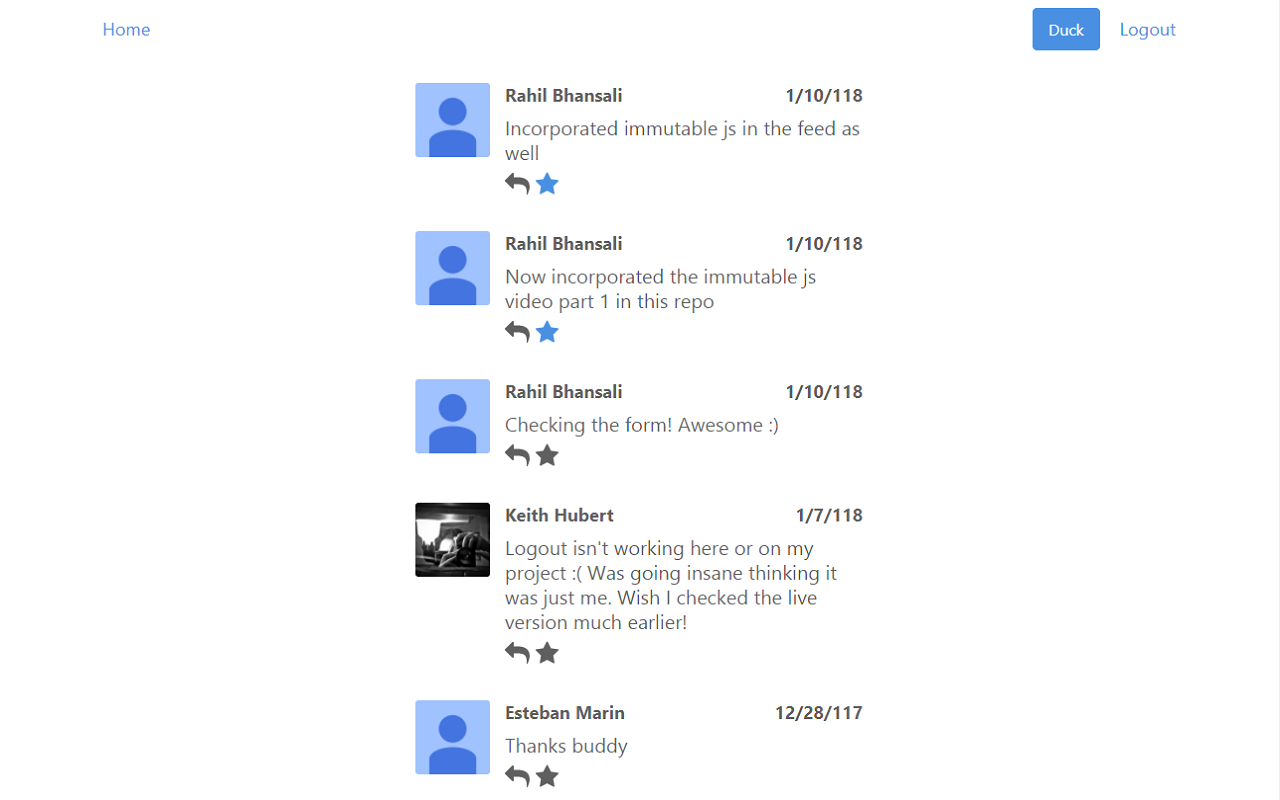 Home
Duck
Logout
Rahil Bhansali
1/10/118
Incorporated immutable js in the feed as
well
Rahil Bhansali
1/10/118
Now incorporated the immutable js
video part 1 in this repo
Rahil Bhansali
1/10/118
Checking the form! Awesome :)
Keith Hubert
1/7/118
Logout isn't working here or on my
project :( Was going insane thinking it
was just me. Wish I checked the live
version much earlier!
Esteban Marin
12/28/117
Thanks buddy